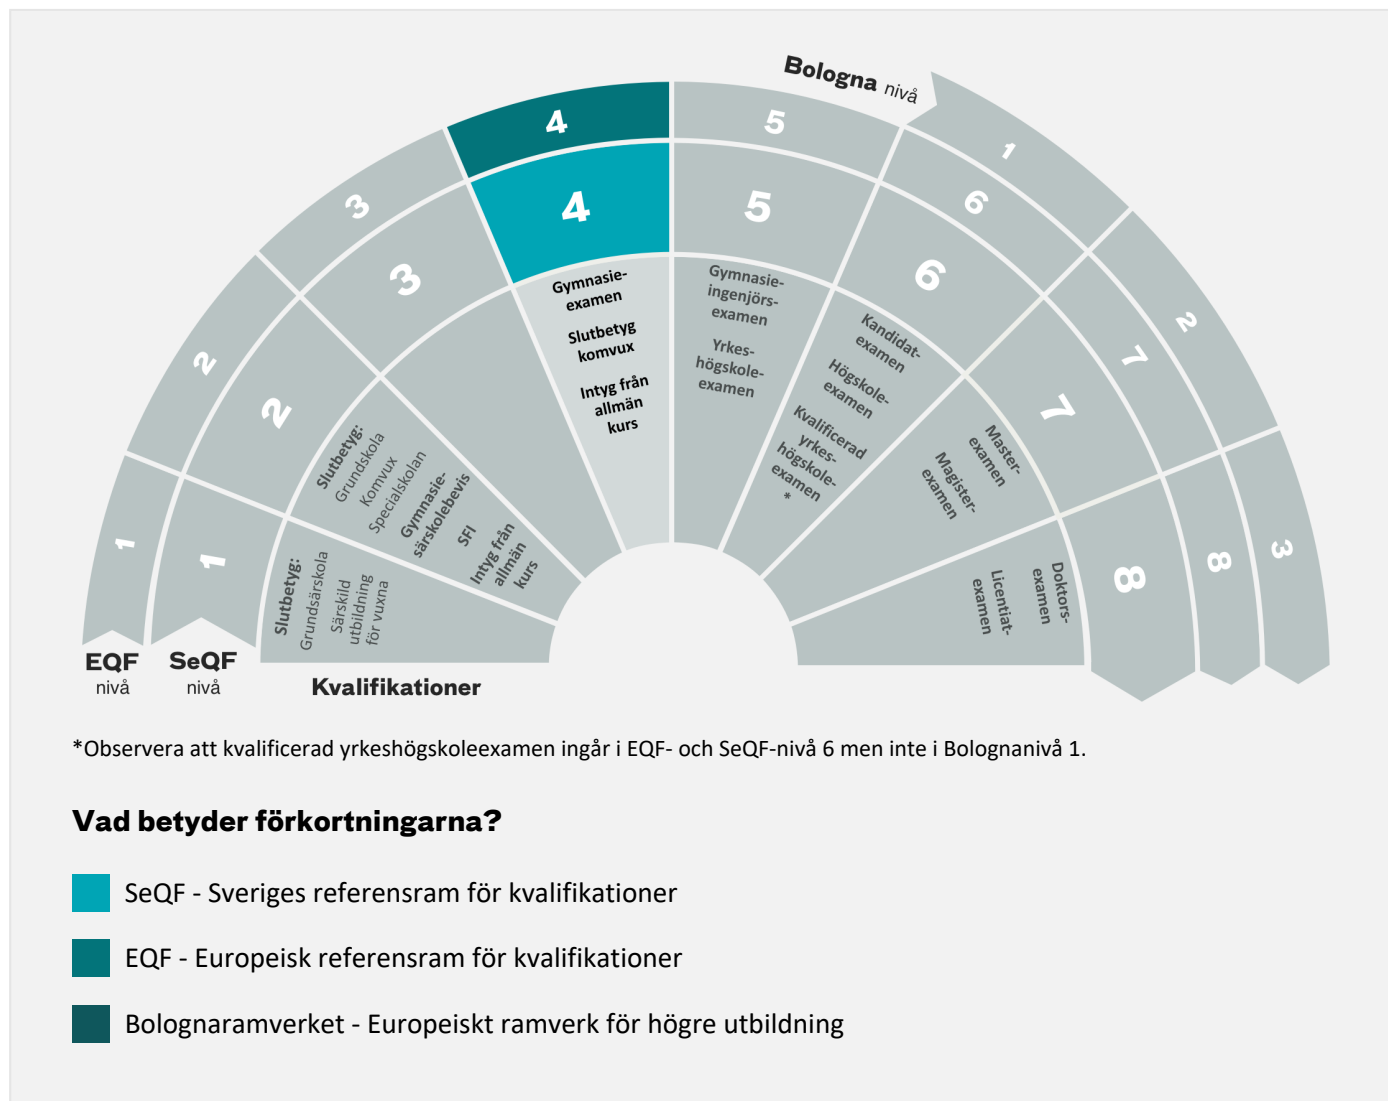 Bologna nivå
1
2
3
1
2
3
4
5
6
7
8
1
2
3
4
5
6
7
8
Slutbetyg:
Grundsärskola
Särskild
utbildning
för vuxna
Slutbetyg:
Grundskola
Komvux
Specialskolan
Gymnasie-
särskolebevis
SFI
Intyg från
allmän
kurs
Gymnasie-
examen
Slutbetyg
komvux
Intyg från
allmän
kurs
Gymnasie-
ingenjörs-
examen
Yrkes-
högskole-
examen
Kandidat-
examen
Högskole-
examen
Kvalificerad
yrkes-
högskole-
examen
*
Master-
examen
Magister-
examen
Doktors-
examen
Licentiat-
examen
EQF
nivå
SeQF
nivå
Kvalifikationer
*Observera att kvalificerad yrkeshögskoleexamen ingår i EQF- och SeQF-nivå 6 men inte i Bolognanivå 1.
Vad betyder förkortningarna?
SeQF - Sveriges referensram för kvalifikationer
EQF - Europeisk referensram för kvalifikationer
Bolognaramverket - Europeiskt ramverk för högre utbildning